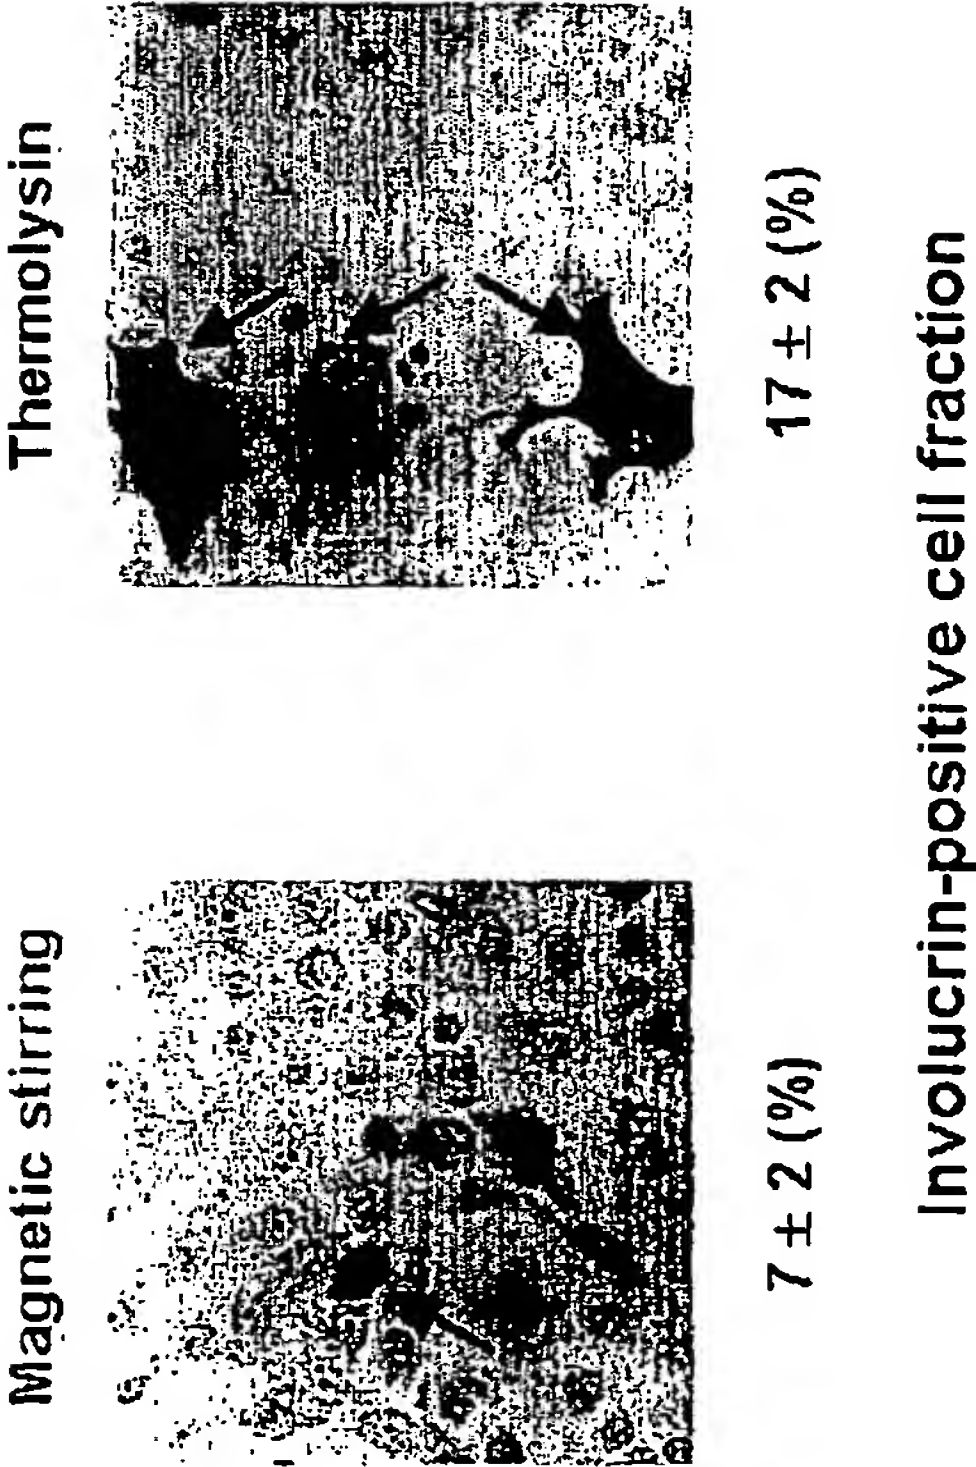 Magnetic stirring
Thermolysin
7 ± 2 (%)
17 ± 2 (%)
Involucrin-positive cell fraction